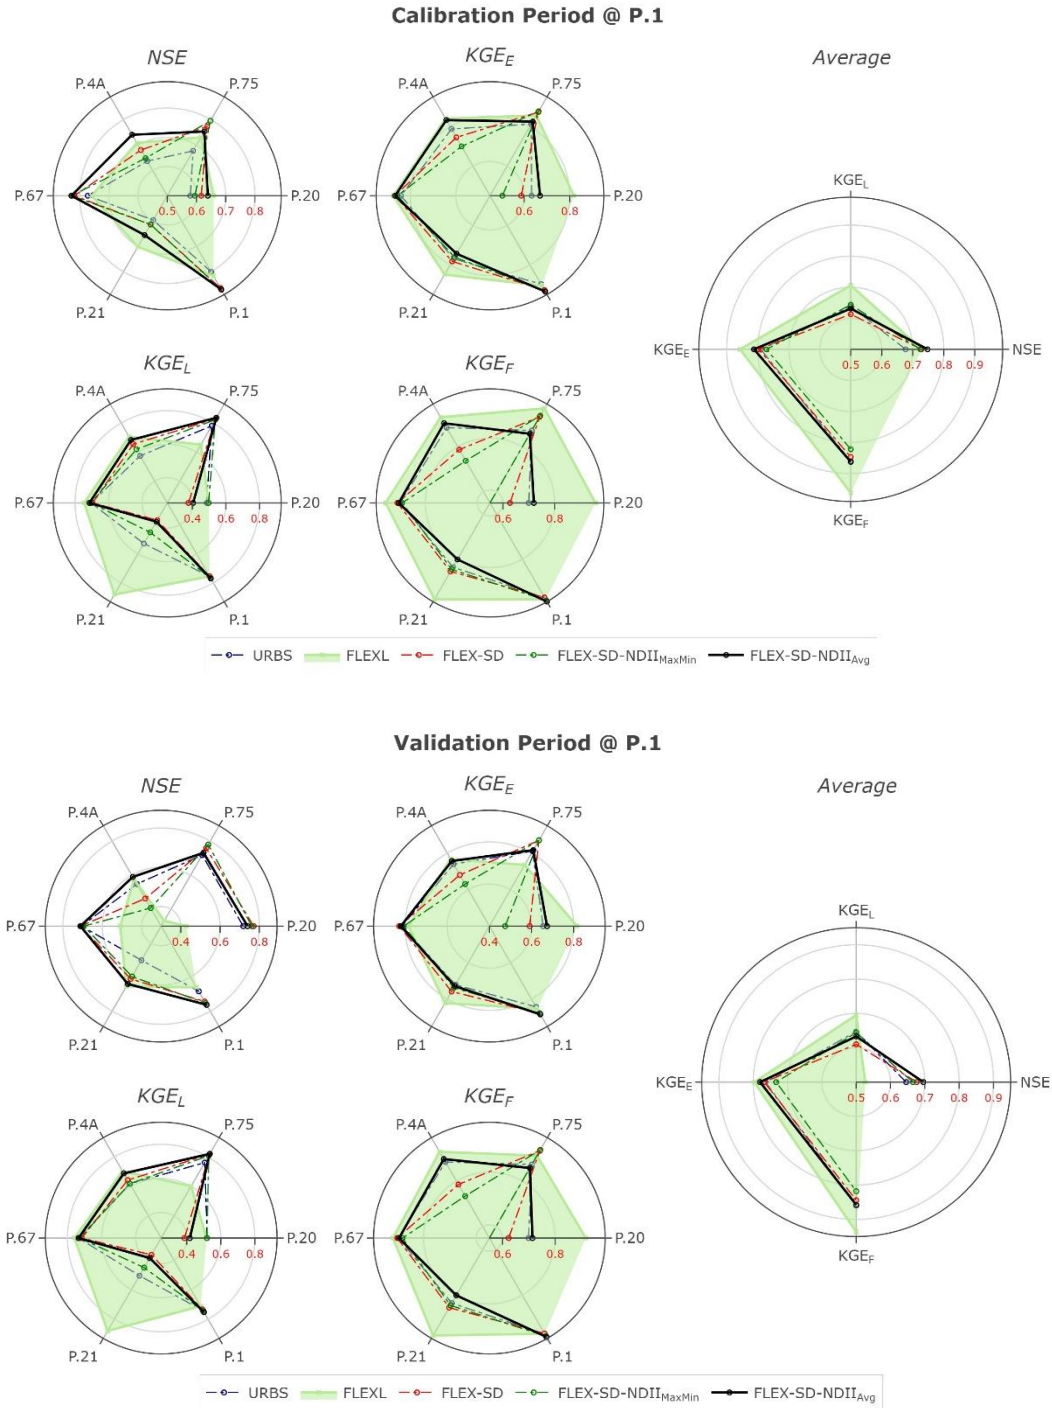 Calibration Period @ P.1
NSE
KGE_E
Average
P.4A
P.75
P.67
P.20
P.21
P.1
0.5 0.6 0.7 0.8
P.4A
P.75
P.67
P.20
P.21
P.1
0.6 0.8
KGE_L
KGE_E
NSE
KGE_F
0.5 0.6 0.7 0.8 0.9
KGE_L
KGE_F
P.4A
P.75
P.67
P.20
P.21
P.1
0.4 0.6 0.8
P.4A
P.75
P.67
P.20
P.21
P.1
0.6 0.8
URBS FLEXL FLEX-SD FLEX-SD-NDII_MaxMin FLEX-SD-NDII_Avg
Validation Period @ P.1
NSE
KGE_E
Average
P.4A
P.75
P.67
P.20
P.21
P.1
0.4 0.6 0.8
P.4A
P.75
P.67
P.20
P.21
P.1
0.4 0.6 0.8
KGE_L
KGE_E
NSE
KGE_F
0.5 0.6 0.7 0.8 0.9
KGE_L
KGE_F
P.4A
P.75
P.67
P.20
P.21
P.1
0.4 0.6 0.8
P.4A
P.75
P.67
P.20
P.21
P.1
0.6 0.8
URBS FLEXL FLEX-SD FLEX-SD-NDII_MaxMin FLEX-SD-NDII_Avg